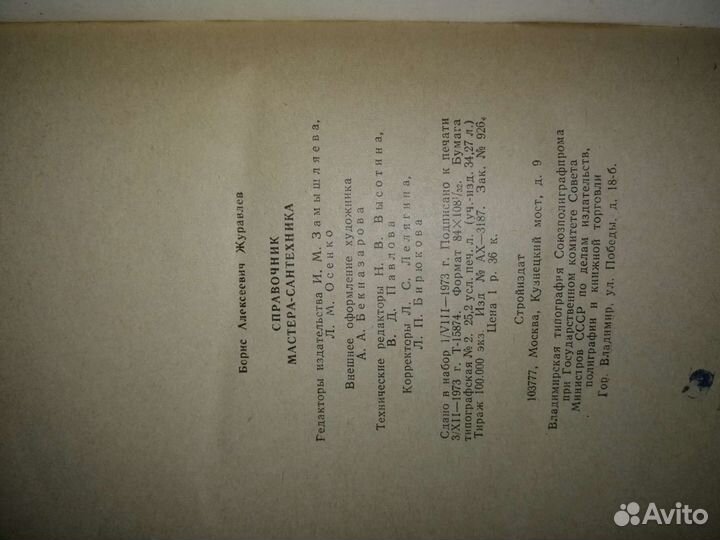 Борис Алексеевич Журавлев
СПРАВОЧНИК
МАСТЕРА-САНТЕХНИКА
Редакторы издательства И. М. Замышляева,
Л. М. Осенко
Внешнее оформление художника
А. А. Бекназарова
Технические редакторы Н. В. Высотина,
В. Д. Павлова
Корректоры Л. С. Лелягина,
Л. П. Бирюкова
Сдано в набор 1/VIII—1973 г. Подписано к печати
3/XII—1973 г. Т-15874. Формат 84×108¹/₃₂. Бумага
типографская № 2. 25,2 усл. печ. л. (уч.-изд. 34,27 л.)
Тираж 100.000 экз. Изд № АХ—3187. Зак. № 926.
Цена 1 р. 36 к.
Стройиздат
103777, Москва, Кузнецкий мост, д. 9
Владимирская типография Союзполиграфпрома
при Государственном комитете Совета
Министров СССР по делам издательств,
полиграфии и книжной торговли
Гор. Владимир, ул. Победы, д. 18-б.
Avito